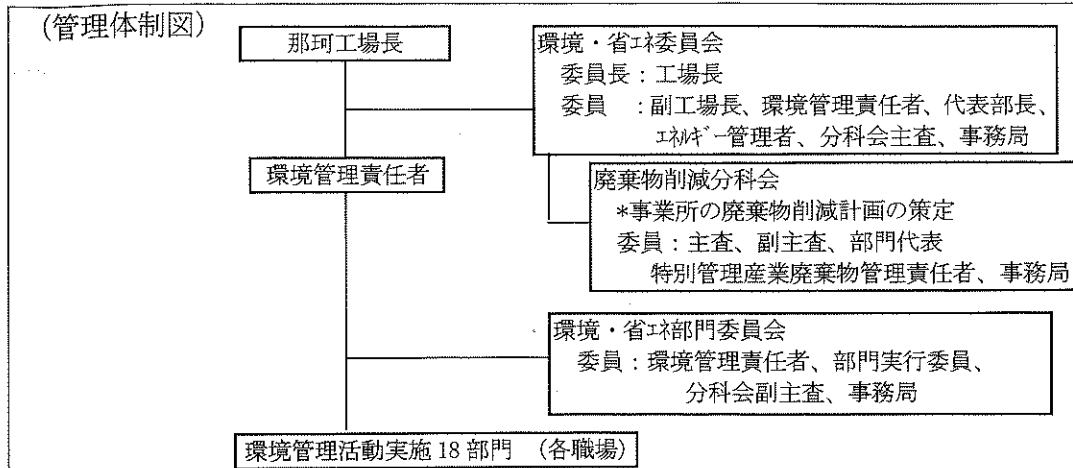 (管理体制図)
那珂工場長
環境・省ｴﾈ委員会
委員長：工場長
委員　：副工場長、環境管理責任者、代表部長、
ｴﾈﾙｷﾞｰ管理者、分科会主査、事務局
環境管理責任者
廃棄物削減分科会
*事業所の廃棄物削減計画の策定
委員：主査、副主査、部門代表
特別管理産業廃棄物管理責任者、事務局
環境・省ｴﾈ部門委員会
委員：環境管理責任者、部門実行委員、
分科会副主査、事務局
環境管理活動実施 18 部門　（各職場）